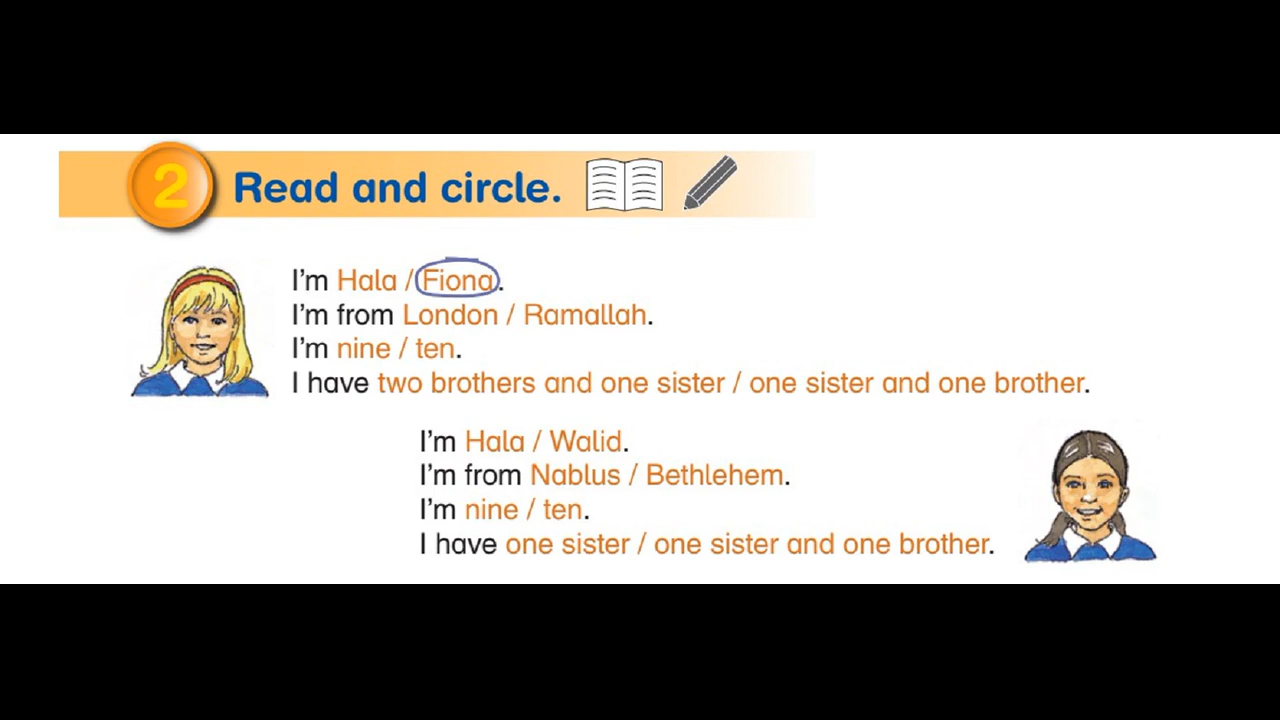 2 Read and circle.
I'm Hala / Fiona.
I'm from London / Ramallah.
I'm nine / ten.
I have two brothers and one sister / one sister and one brother.
I'm Hala / Walid.
I'm from Nablus / Bethlehem.
I'm nine / ten.
I have one sister / one sister and one brother.